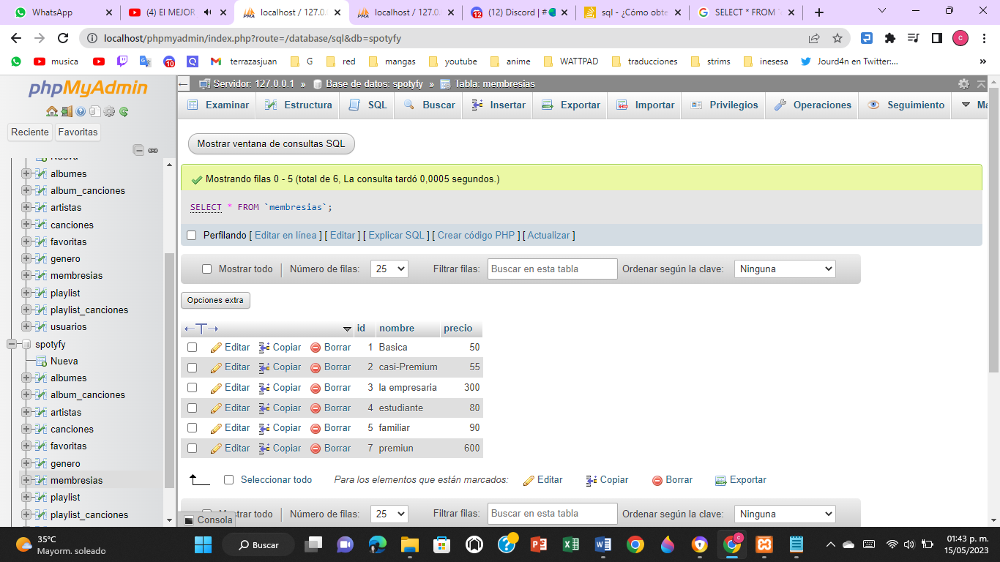 WhatsApp
(4) El MEJOR
localhost / 127.0.
localhost / 127.0.
(12) Discord | #
sql - ¿Cómo obte
SELECT * FROM
localhost/phpmyadmin/index.php?route=/database/sql&db=spotyfy
musica
10
terrazasjuan
G
red
mangas
youtube
anime
WATTPAD
traducciones
strims
inesesa
Jourd4n en Twitter:...
»
phpMyAdmin
Reciente
Favoritas
Nueva
albumes
album_canciones
artistas
canciones
favoritas
genero
membresias
playlist
playlist_canciones
usuarios
spotyfy
Nueva
albumes
album_canciones
artistas
canciones
favoritas
genero
membresias
playlist
playlist_canciones
Servidor: 127.0.0.1 » Base de datos: spotyfy » Tabla: membresias
Examinar Estructura SQL Buscar Insertar Exportar Importar Privilegios Operaciones Seguimiento Má
Mostrar ventana de consultas SQL
Mostrando filas 0 - 5 (total de 6, La consulta tardó 0,0005 segundos.)
SELECT * FROM `membresias`;
Perfilando [ Editar en línea ] [ Editar ] [ Explicar SQL ] [ Crear código PHP ] [ Actualizar ]
Mostrar todo | Número de filas: 25 Filtrar filas: Buscar en esta tabla Ordenar según la clave: Ninguna
Opciones extra
←T→ id nombre precio
Editar Copiar Borrar 1 Basica 50
Editar Copiar Borrar 2 casi-Premium 55
Editar Copiar Borrar 3 la empresaria 300
Editar Copiar Borrar 4 estudiante 80
Editar Copiar Borrar 5 familiar 90
Editar Copiar Borrar 7 premiun 600
Seleccionar todo Para los elementos que están marcados: Editar Copiar Borrar Exportar
Mostrar todo | Número de filas: 25 Filtrar filas: Buscar en esta tabla Ordenar según la clave: Ninguna
Consola
35°C
Mayorm. soleado
Buscar
01:43 p. m.
15/05/2023